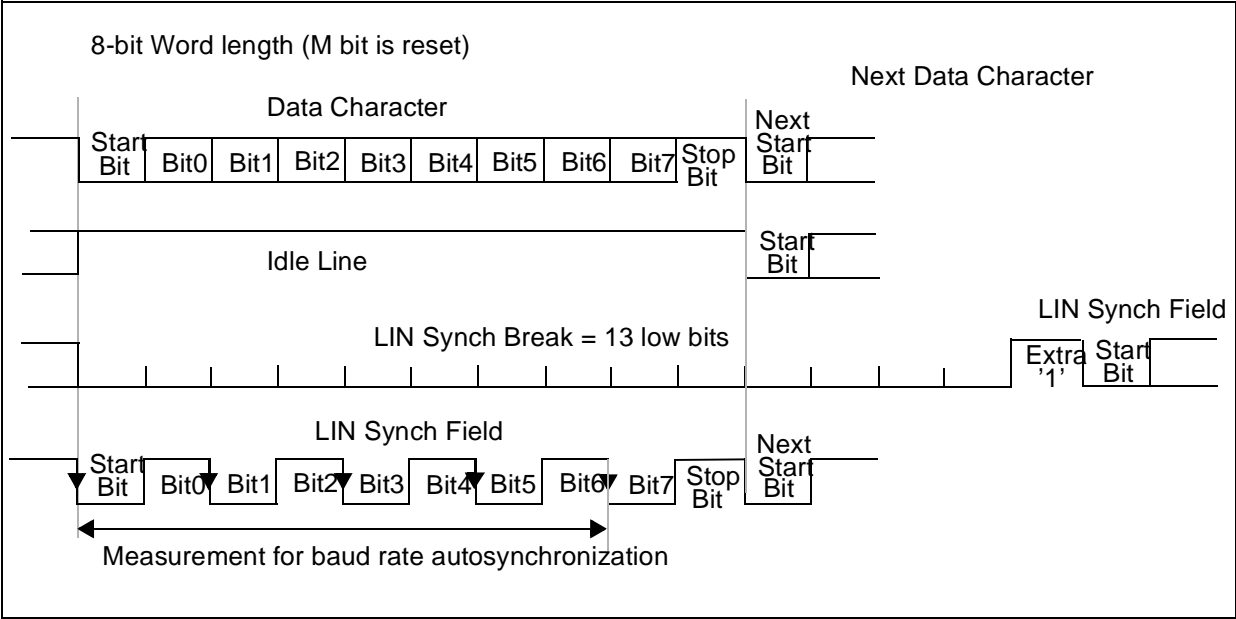 8-bit Word length (M bit is reset)
Next Data Character
Data Character
Start Bit Bit0 Bit1 Bit2 Bit3 Bit4 Bit5 Bit6 Bit7 Stop Bit Next Start Bit
Idle Line
Start Bit
LIN Synch Field
LIN Synch Break = 13 low bits
Extra '1' Start Bit
LIN Synch Field
Start Bit Bit0 Bit1 Bit2 Bit3 Bit4 Bit5 Bit6 Bit7 Stop Bit Next Start Bit
Measurement for baud rate autosynchronization